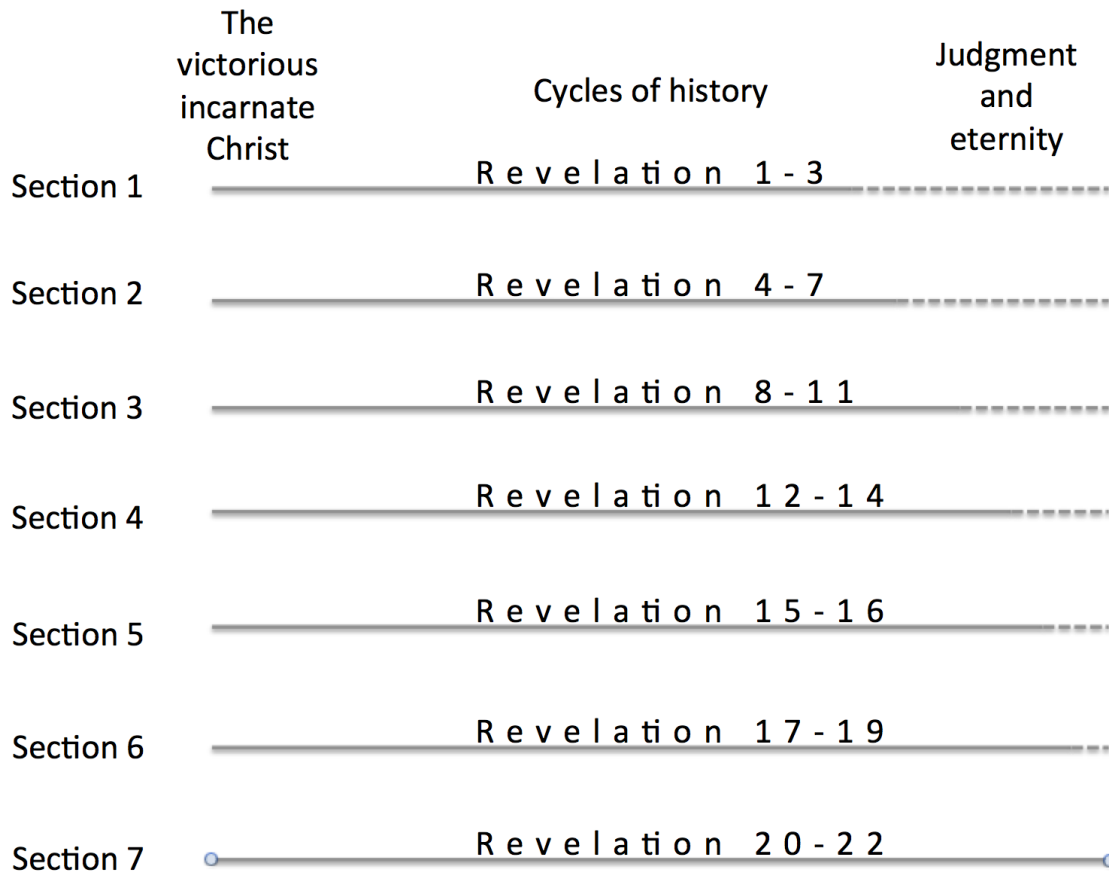 The
victorious
incarnate
Christ
Cycles of history
Judgment
and
eternity
Section 1
Revelation 1-3
Section 2
Revelation 4-7
Section 3
Revelation 8-11
Section 4
Revelation 12-14
Section 5
Revelation 15-16
Section 6
Revelation 17-19
Section 7
Revelation 20-22